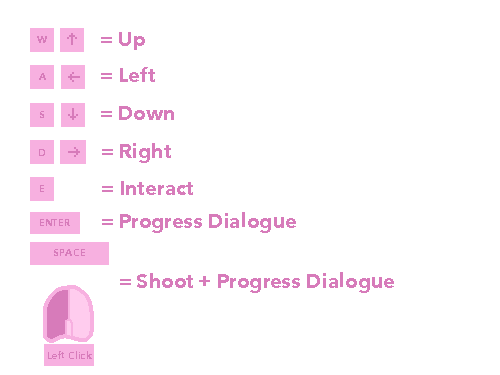 W ↑ = Up
A ← = Left
S ↓ = Down
D → = Right
E = Interact
ENTER = Progress Dialogue
SPACE
= Shoot + Progress Dialogue
Left Click